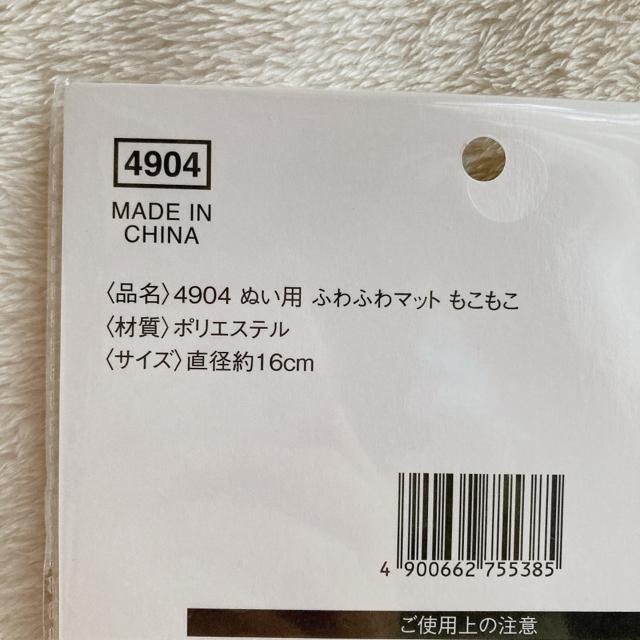 4904
MADE IN
CHINA
〈品名〉4904 ぬい用 ふわふわマット もこもこ
〈材質〉ポリエステル
〈サイズ〉直径約16cm
4 900662 755385
ご使用上の注意